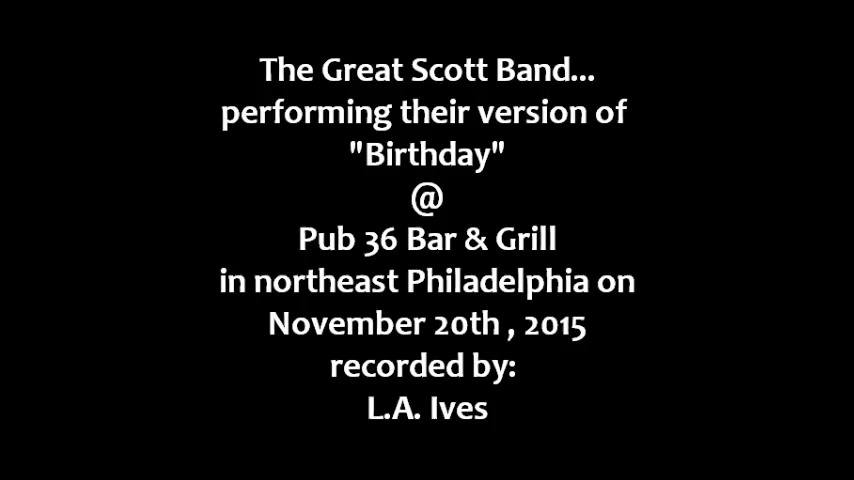 The Great Scott Band...
performing their version of
"Birthday"
@
Pub 36 Bar & Grill
in northeast Philadelphia on
November 20th , 2015
recorded by:
L.A. Ives